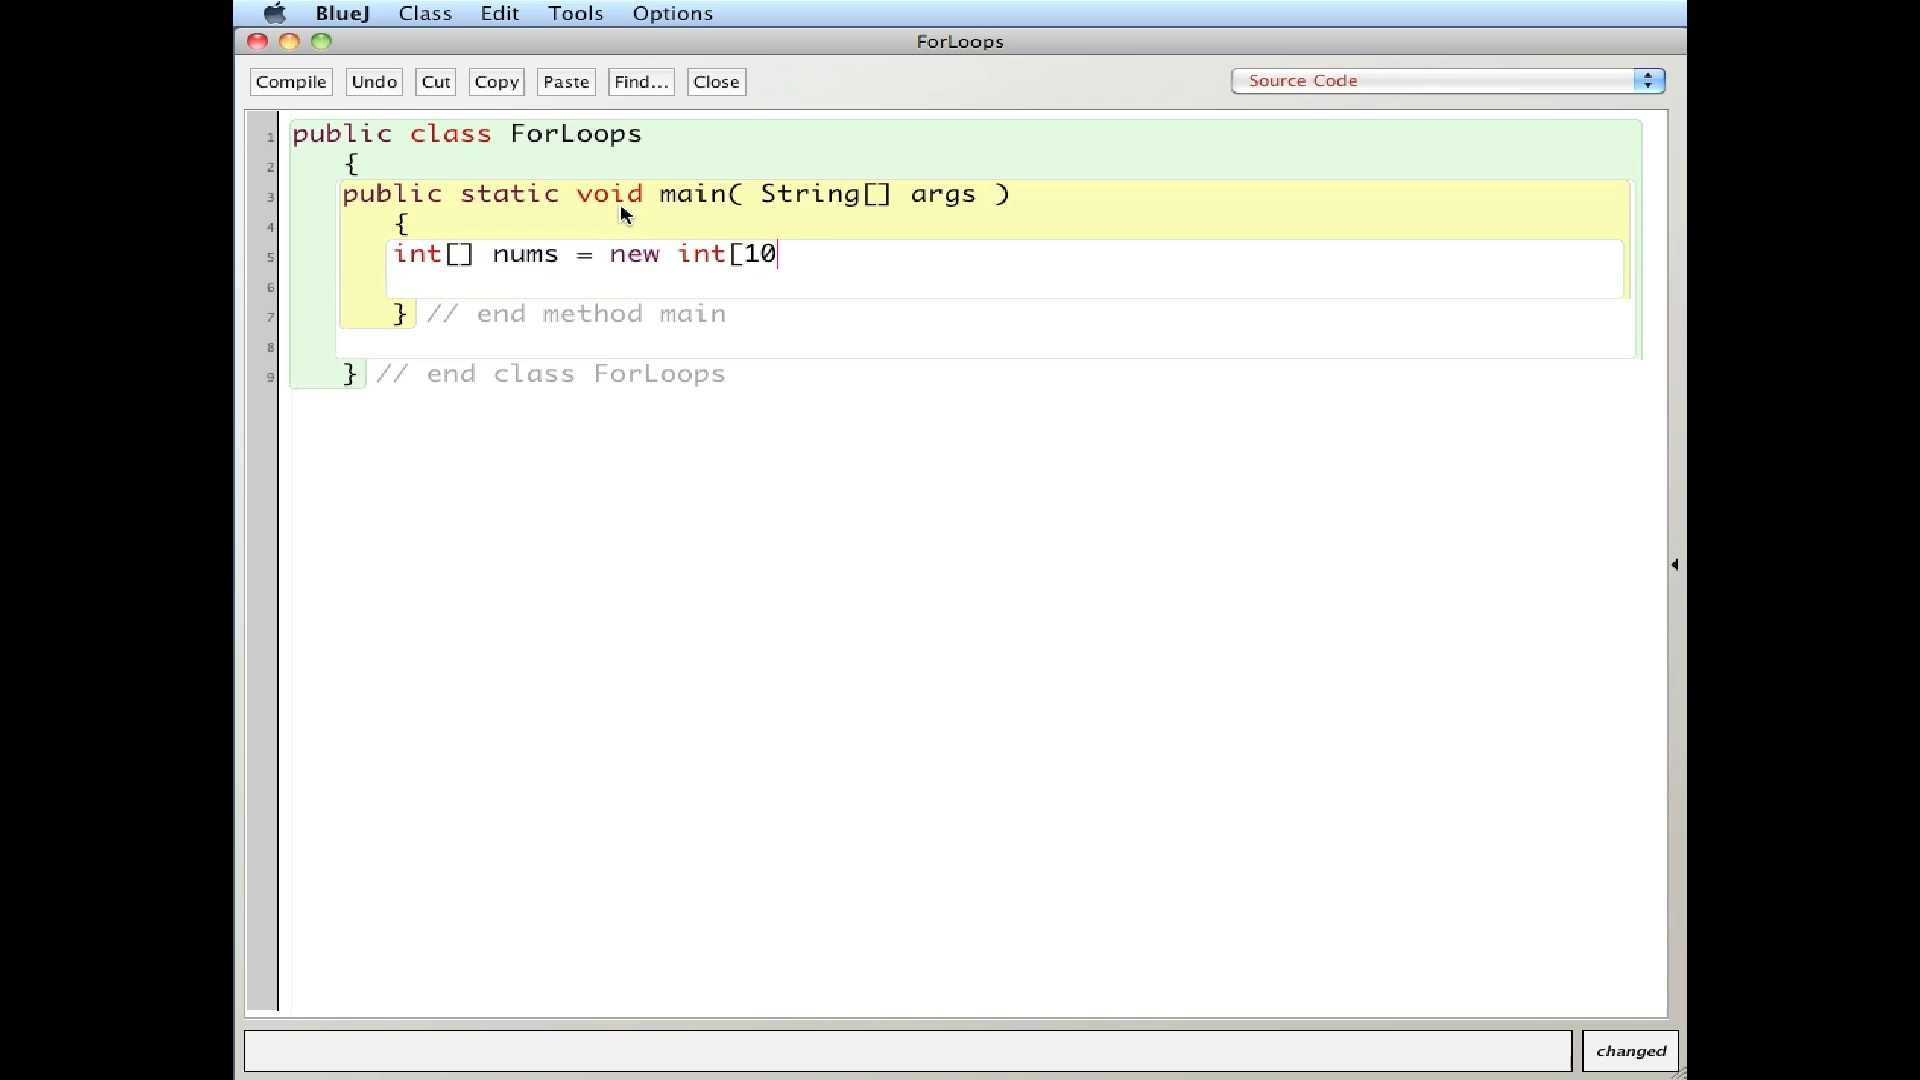 BlueJ Class Edit Tools Options
ForLoops
Compile Undo Cut Copy Paste Find... Close Source Code
1 public class ForLoops
2 {
3 public static void main( String[] args )
4 {
5 int[] nums = new int[10
6
7 } // end method main
8
9 } // end class ForLoops
changed